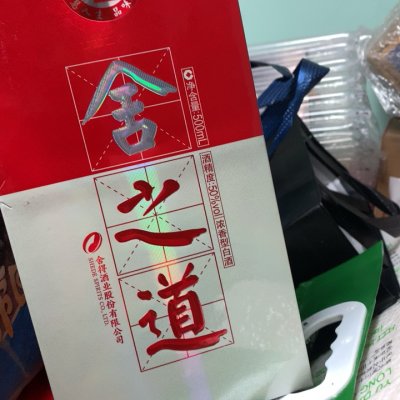 舍
之
道
净含量:500mL
酒精度:50%vol 浓香型白酒
舍得酒业股份有限公司
SHEDE SPIRITS CO.,LTD.